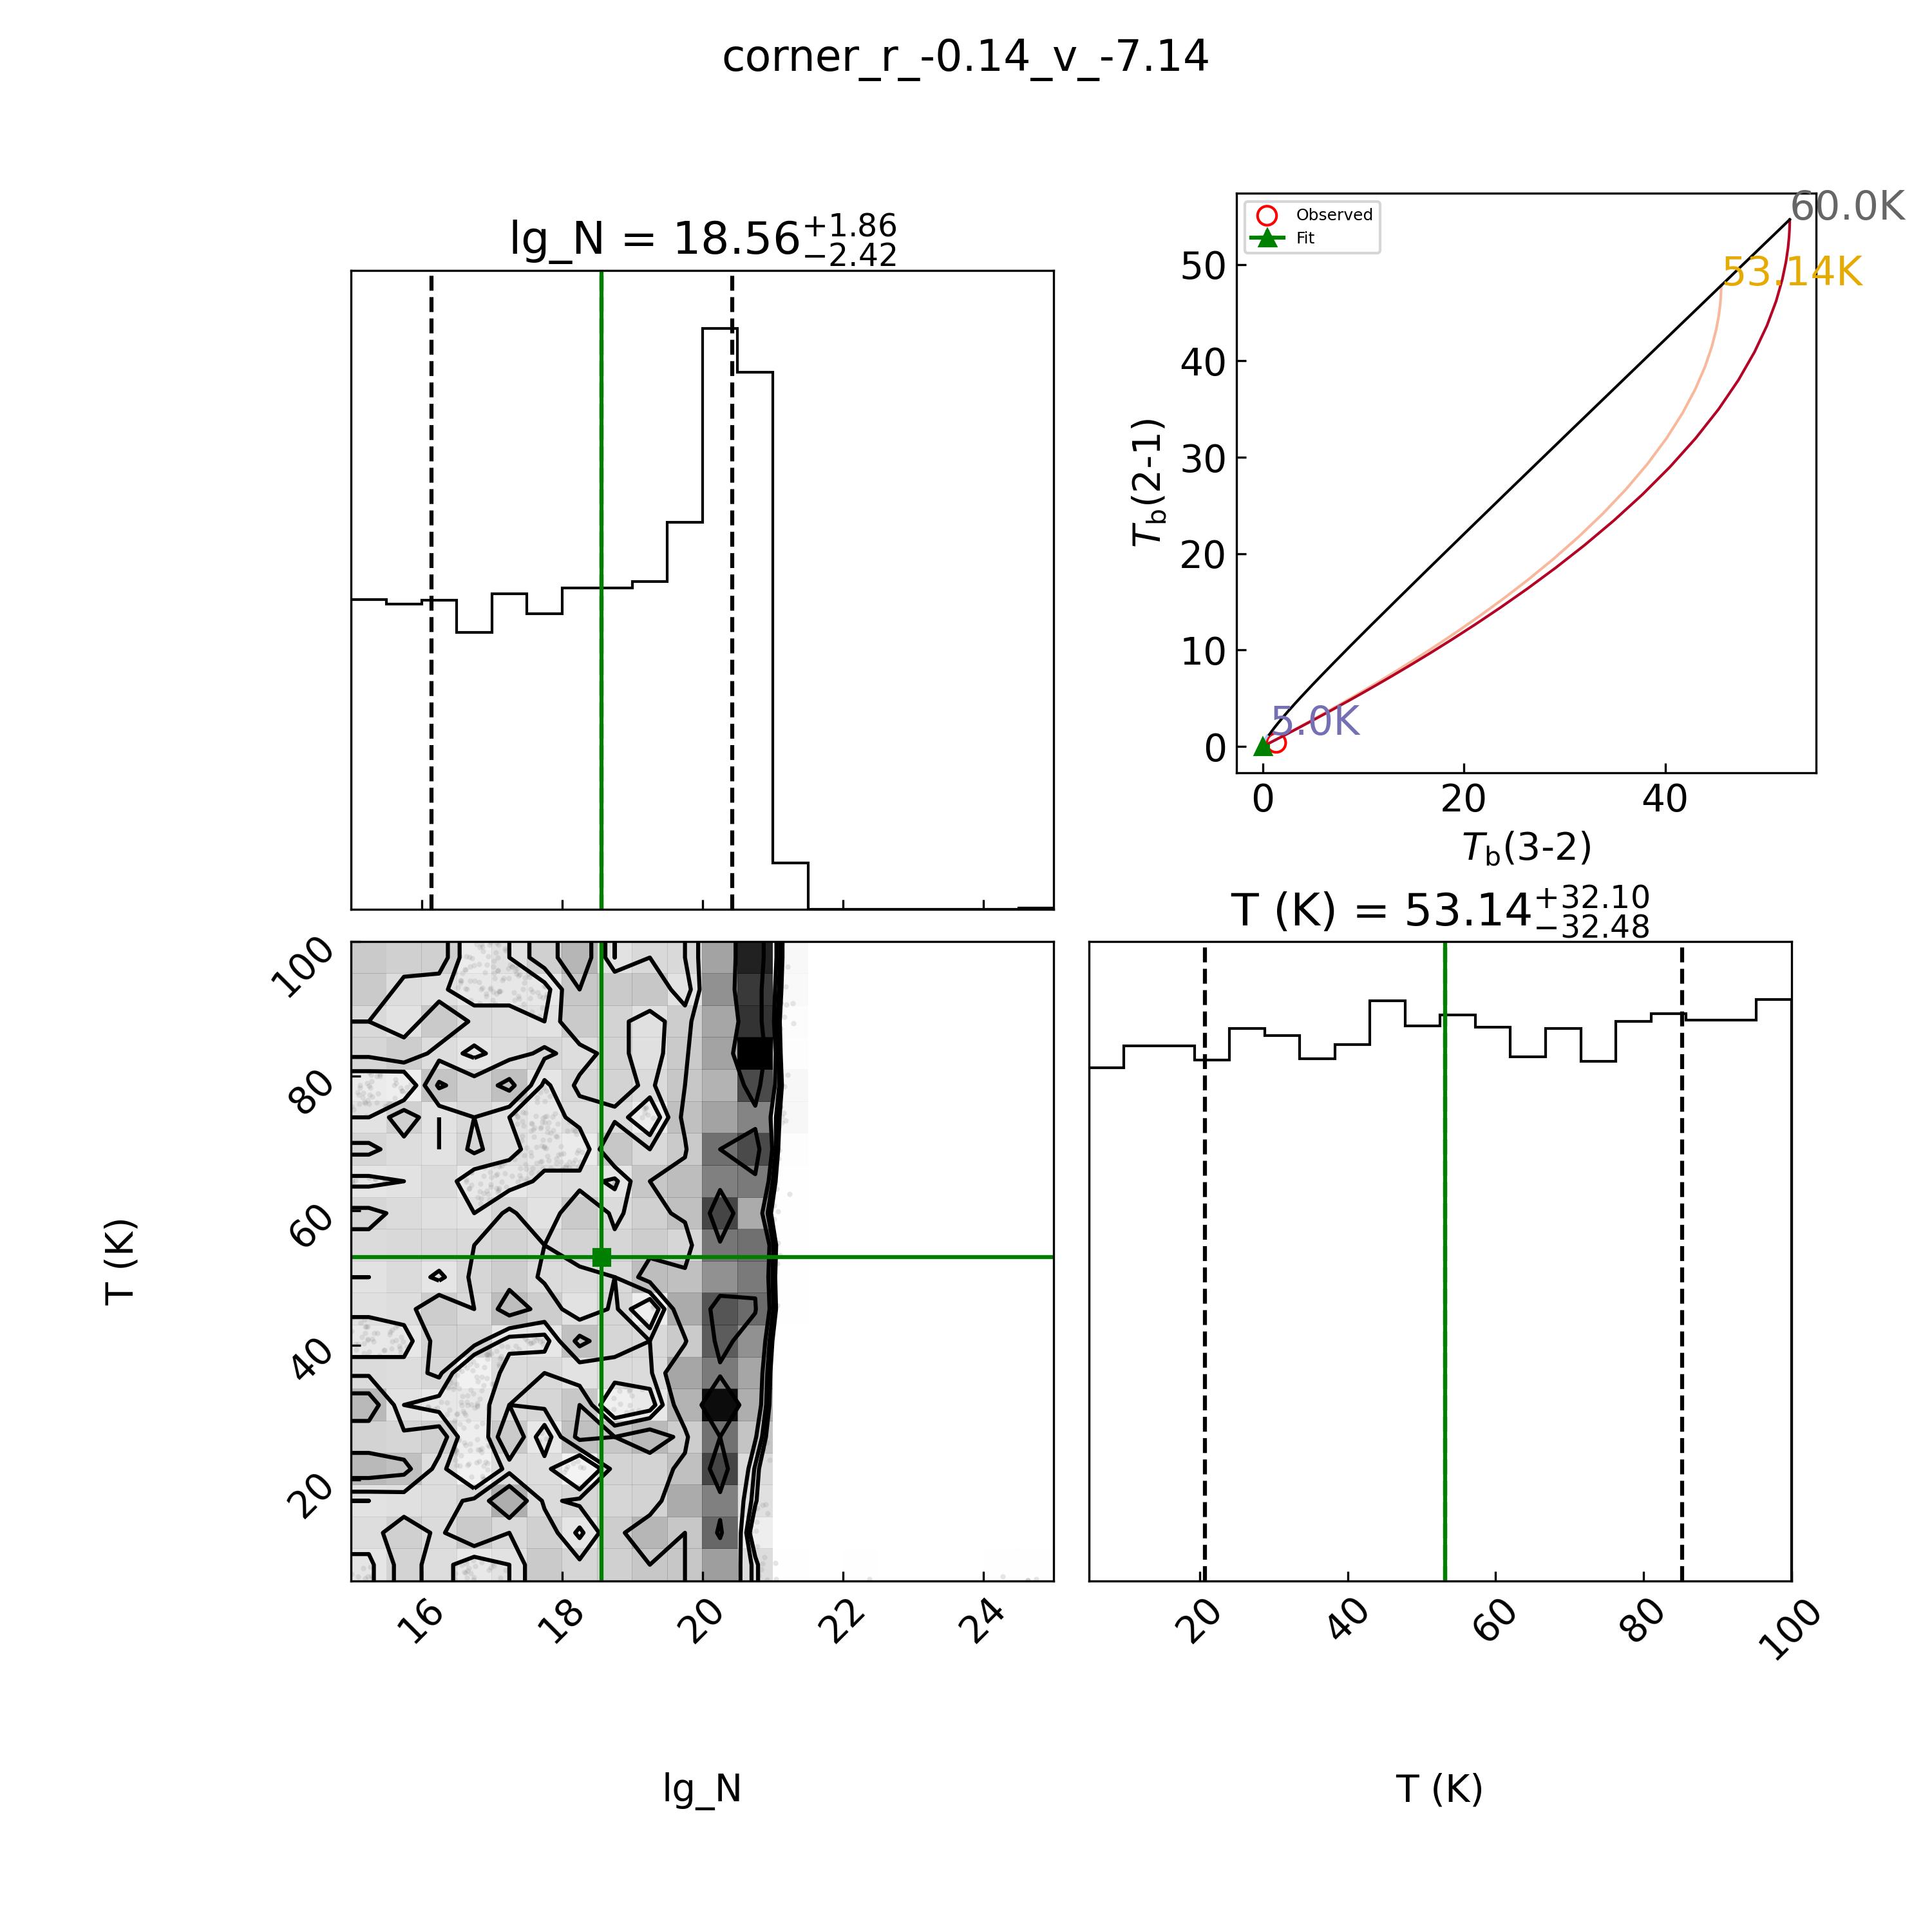 corner_r_-0.14_v_-7.14
lg_N = 18.56+1.86−2.42
Observed
Fit
60.0K
53.14K
5.0K
50
40
30
20
10
0
Tb(2-1)
0 20 40
Tb(3-2)
T (K) = 53.14+32.10−32.48
100
80
60
40
20
T (K)
16 18 20 22 24
lg_N
20 40 60 80 100
T (K)